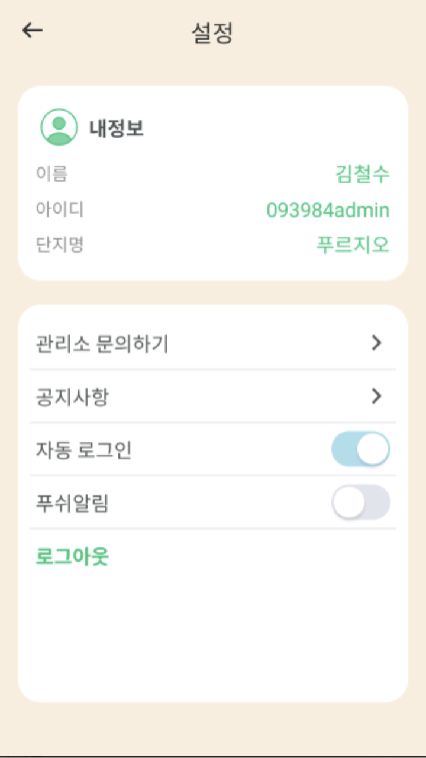 설정
내정보
이름 김철수
아이디 093984admin
단지명 푸르지오
관리소 문의하기
공지사항
자동 로그인
푸쉬알림
로그아웃